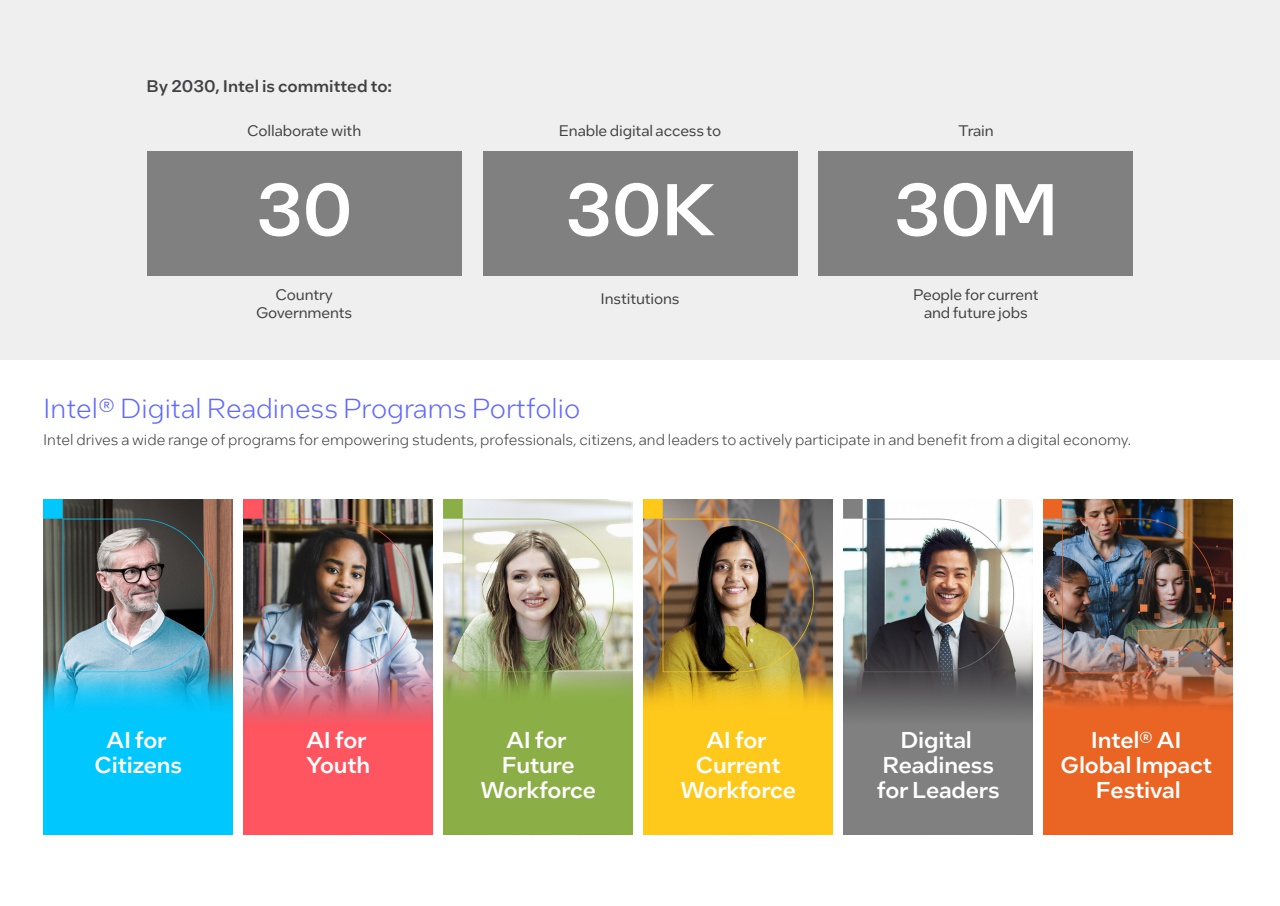 By 2030, Intel is committed to:
Collaborate with
30
Country
Governments
Enable digital access to
30K
Institutions
Train
30M
People for current
and future jobs
Intel® Digital Readiness Programs Portfolio
Intel drives a wide range of programs for empowering students, professionals, citizens, and leaders to actively participate in and benefit from a digital economy.
AI for
Citizens
AI for
Youth
AI for
Future
Workforce
AI for
Current
Workforce
Digital
Readiness
for Leaders
Intel® AI
Global Impact
Festival